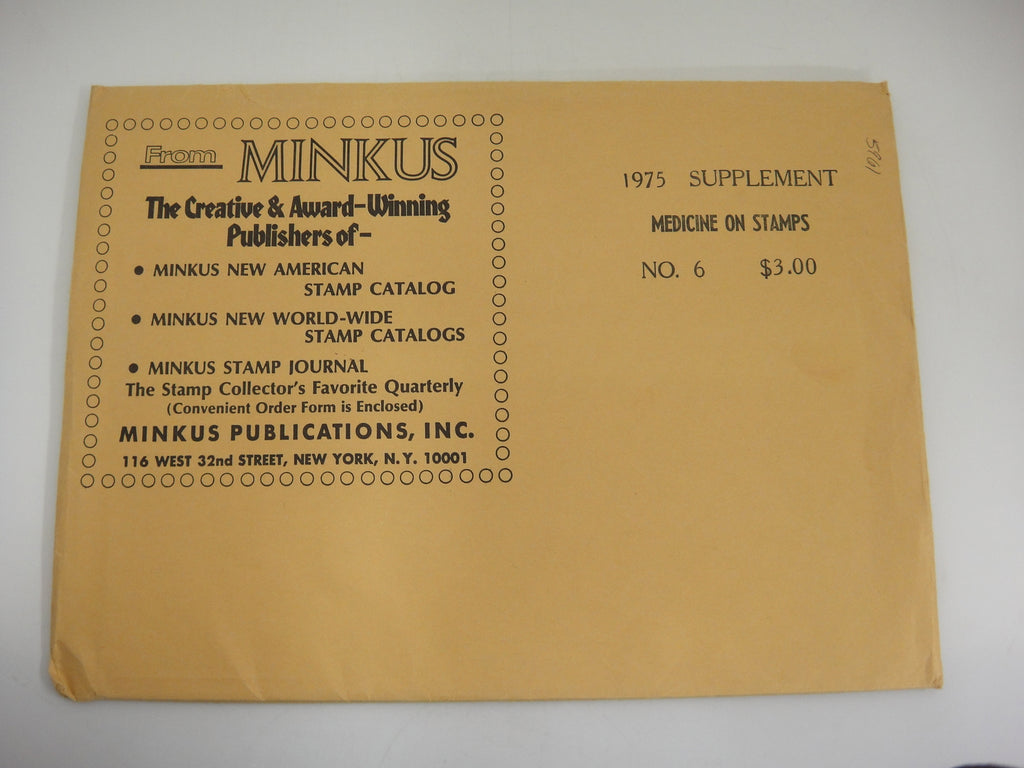 From MINKUS
The Creative & Award-Winning
Publishers of-
• MINKUS NEW AMERICAN
STAMP CATALOG
• MINKUS NEW WORLD-WIDE
STAMP CATALOGS
• MINKUS STAMP JOURNAL
The Stamp Collector's Favorite Quarterly
(Convenient Order Form is Enclosed)
MINKUS PUBLICATIONS, INC.
116 WEST 32nd STREET, NEW YORK, N.Y. 10001
1975 SUPPLEMENT
MEDICINE ON STAMPS
NO. 6 $3.00